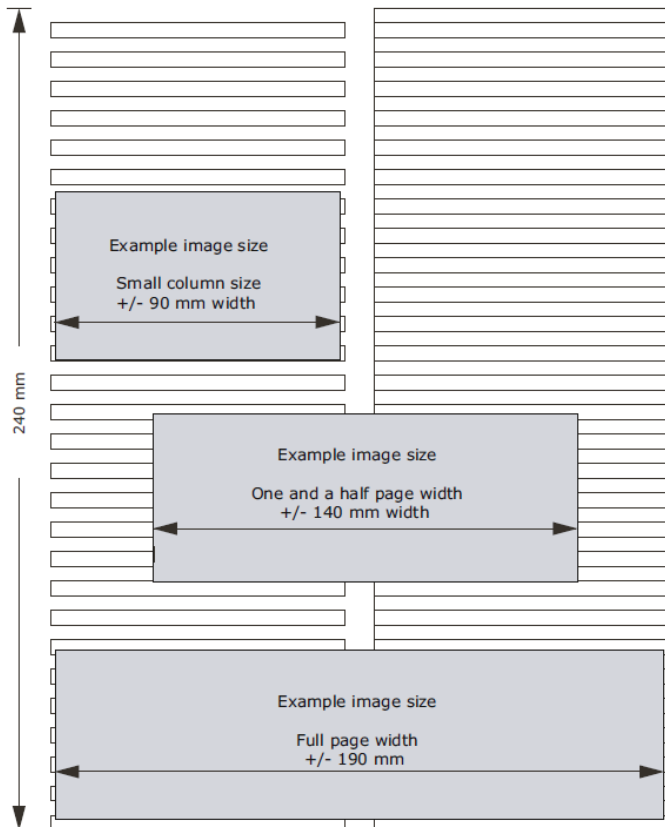 240 mm
Example image size
Small column size
+/- 90 mm width
Example image size
One and a half page width
+/- 140 mm width
Example image size
Full page width
+/- 190 mm